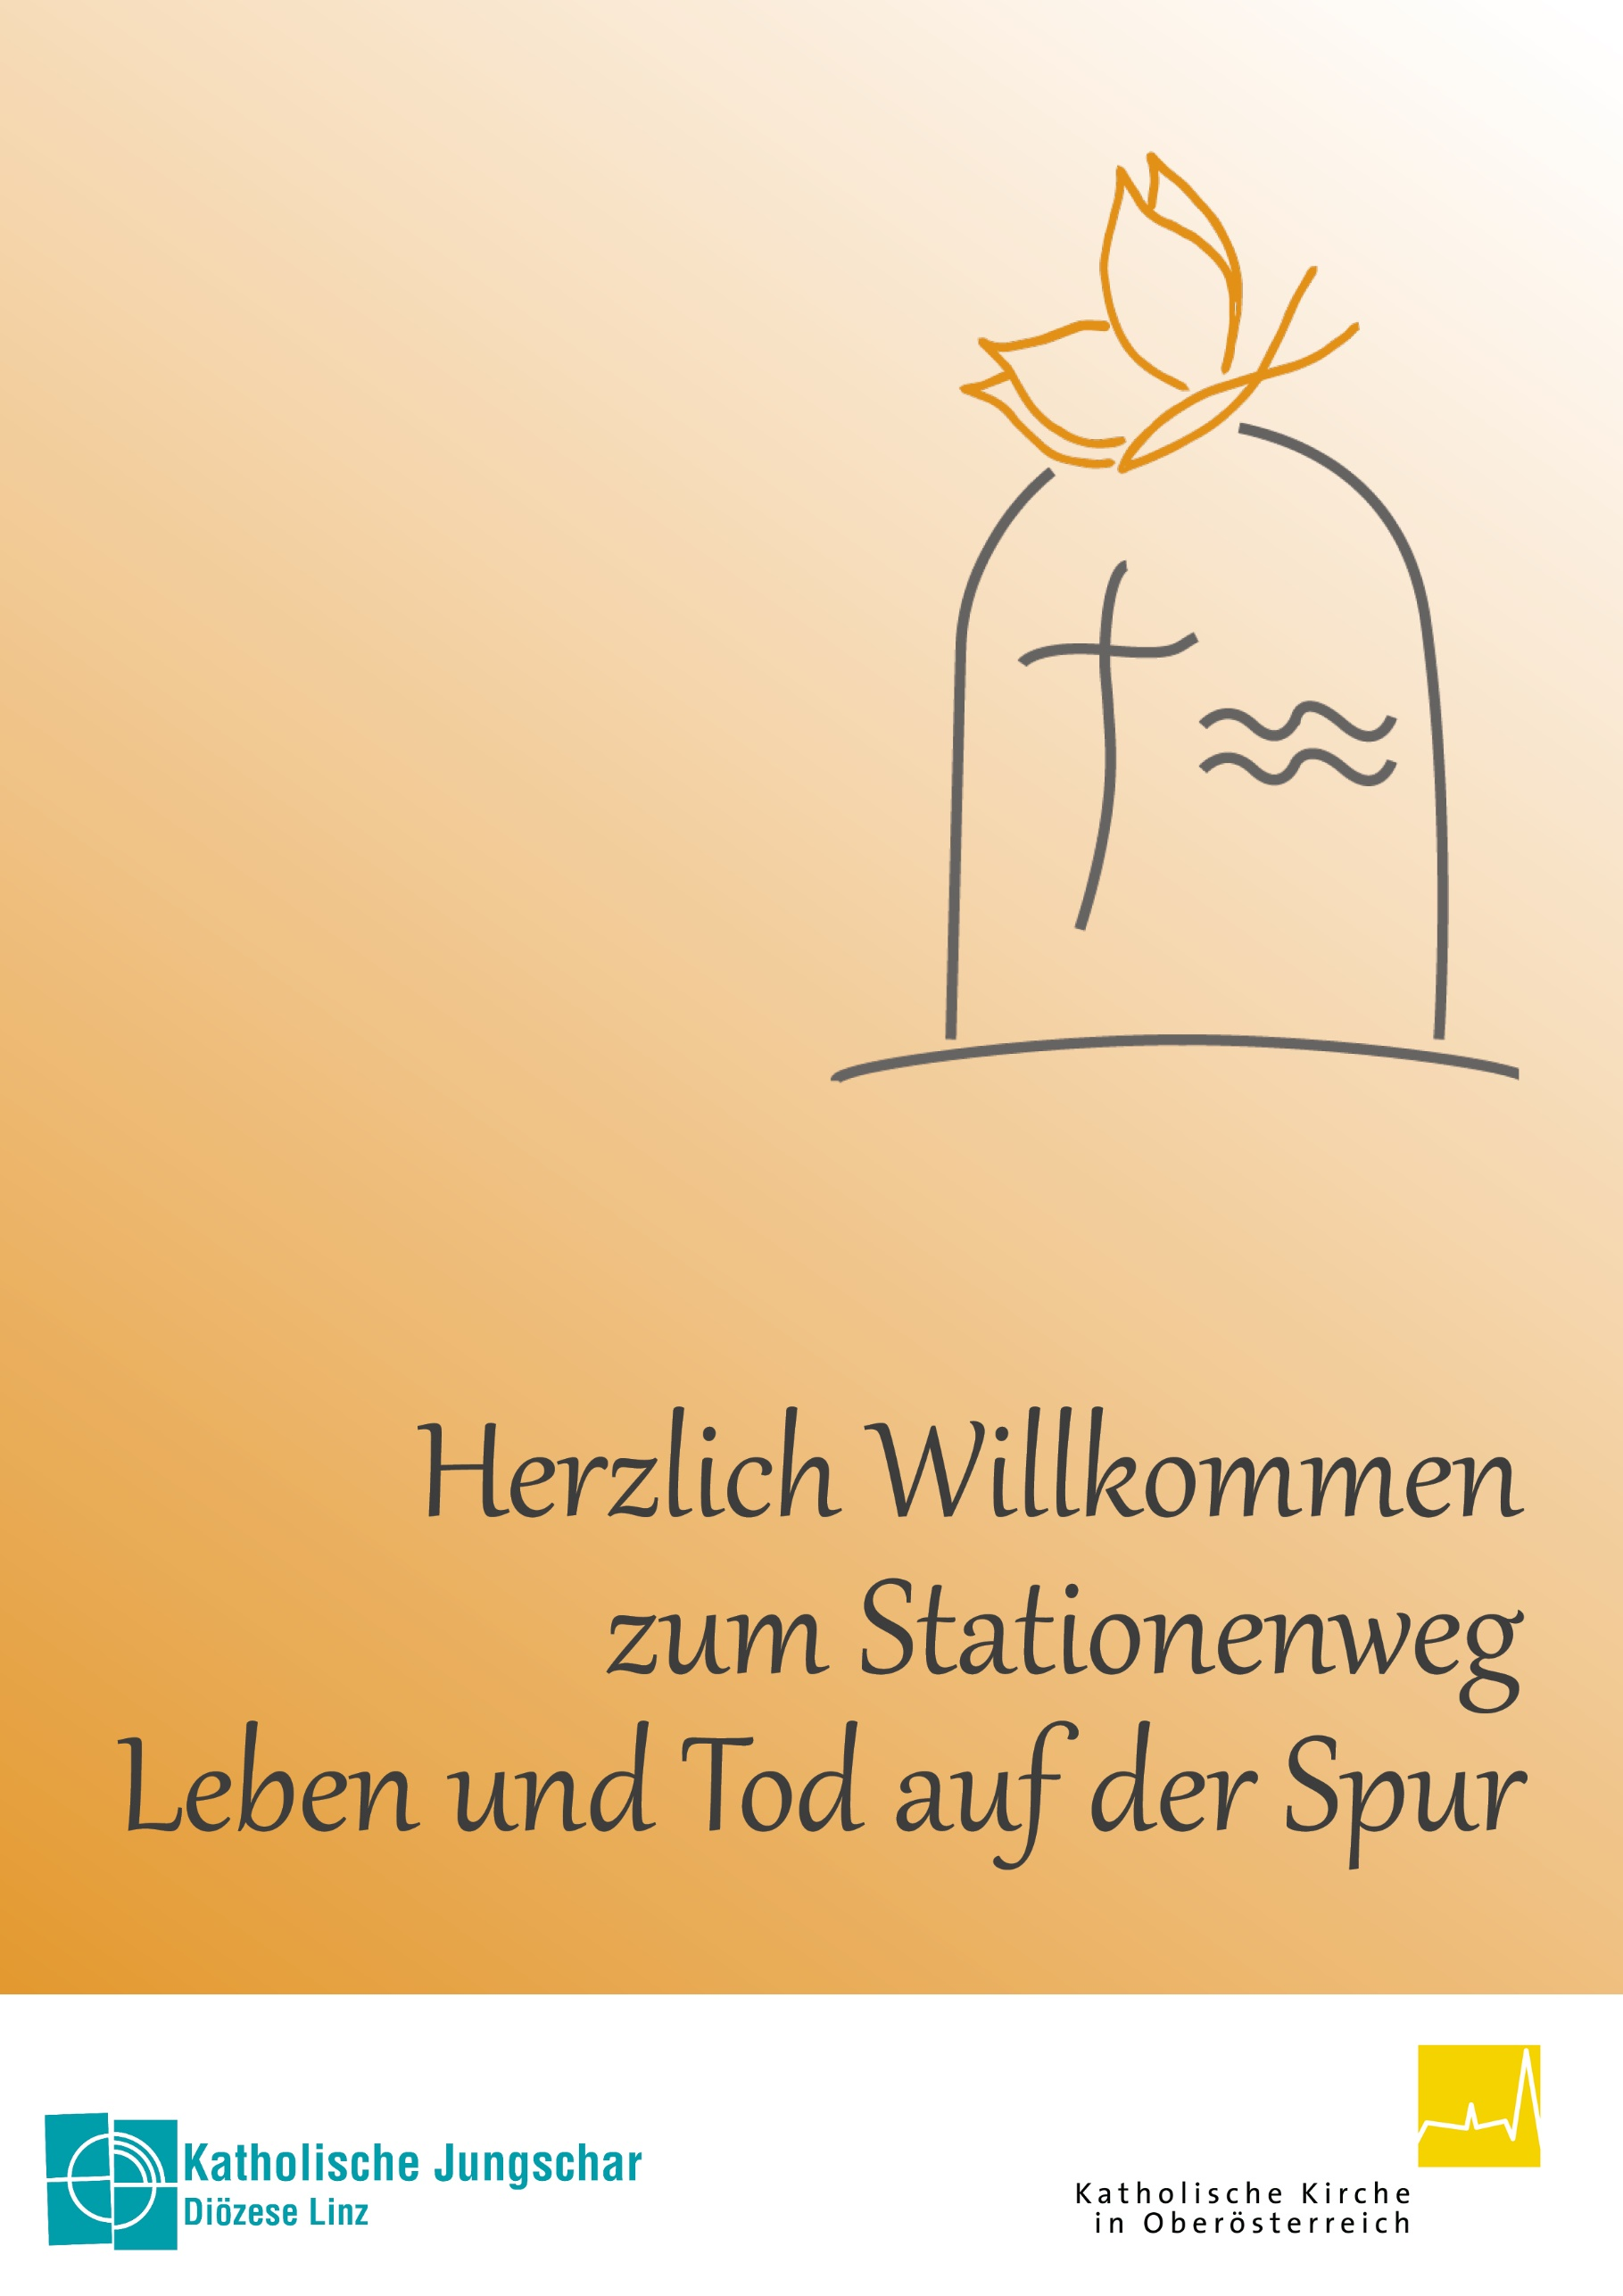 Herzlich Willkommen
zum Stationenweg
Leben und Tod auf der Spur
Katholische Jungschar
Diözese Linz
Katholische Kirche
in Oberösterreich